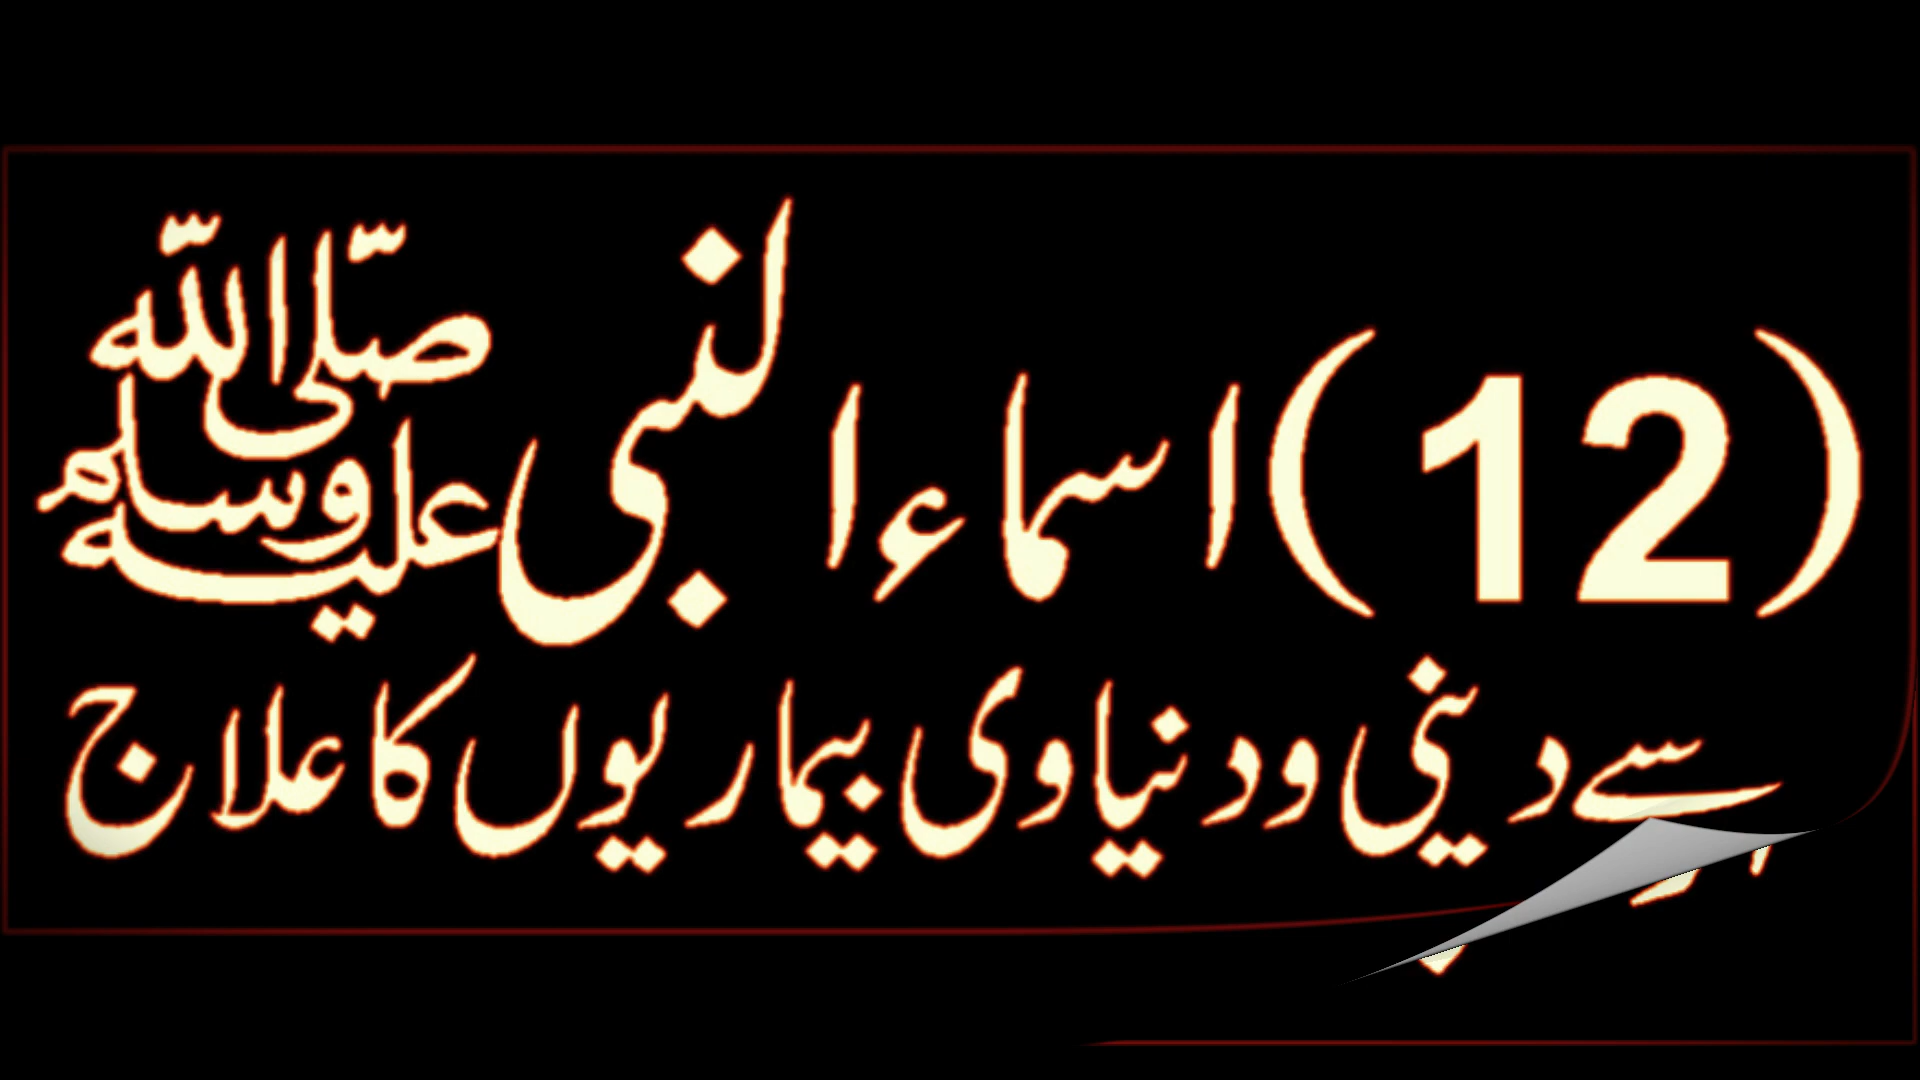 (12) اسماء النبی صلی اللہ علیہ وسلم
سے دینی و دنیاوی بیماریوں کا علاج